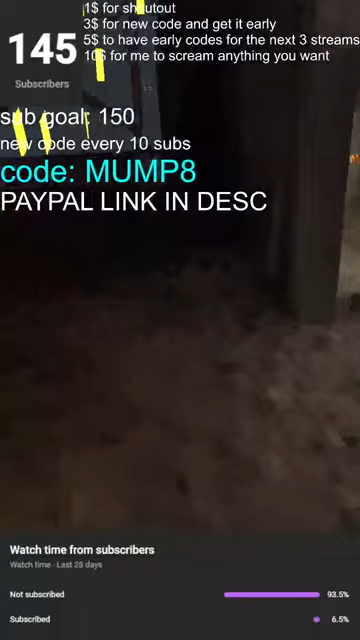 1$ for shoutout
3$ for new code and get it early
5$ to have early codes for the next 3 streams
10$ for me to scream anything you want
145
Subscribers
sub goal: 150
new code every 10 subs
code: MUMP8
PAYPAL LINK IN DESC
Watch time from subscribers
Watch time · Last 28 days
Not subscribed 93.5%
Subscribed 6.5%